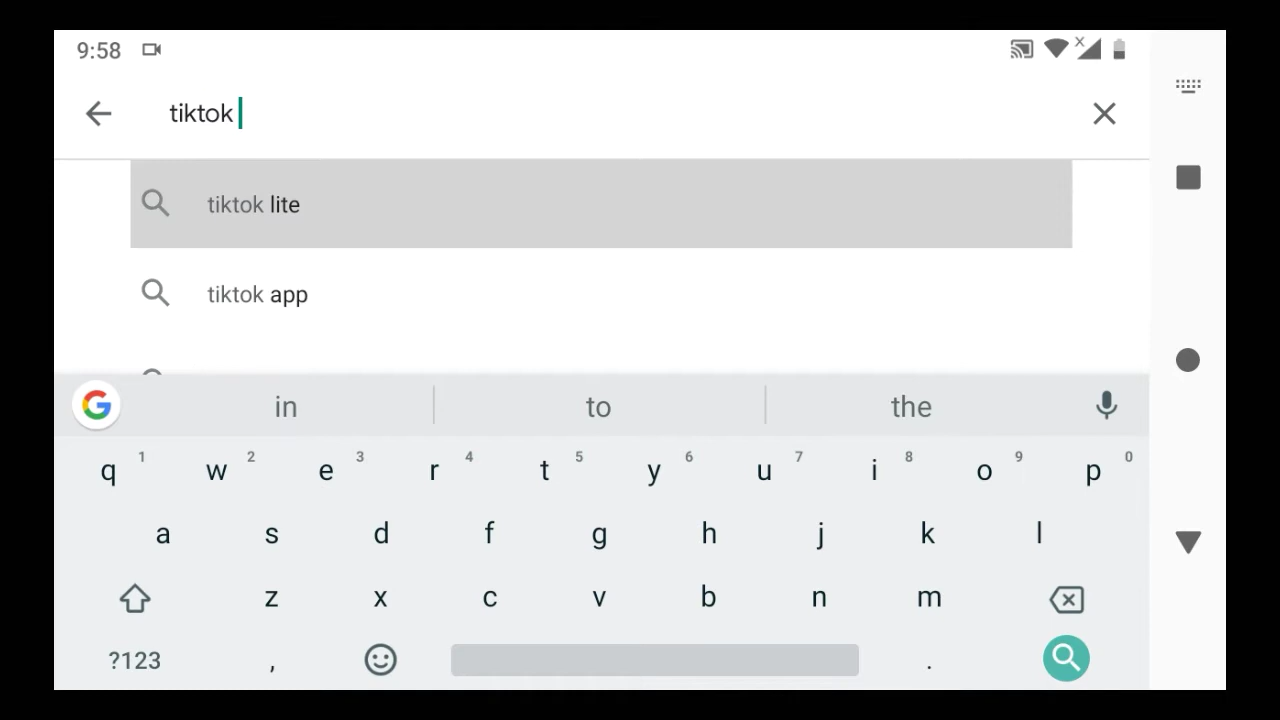 9:58
tiktok
tiktok lite
tiktok app
in to the
q 1 w 2 e 3 r 4 t 5 y 6 u 7 i 8 o 9 p 0
a s d f g h j k l
z x c v b n m
?123 , .